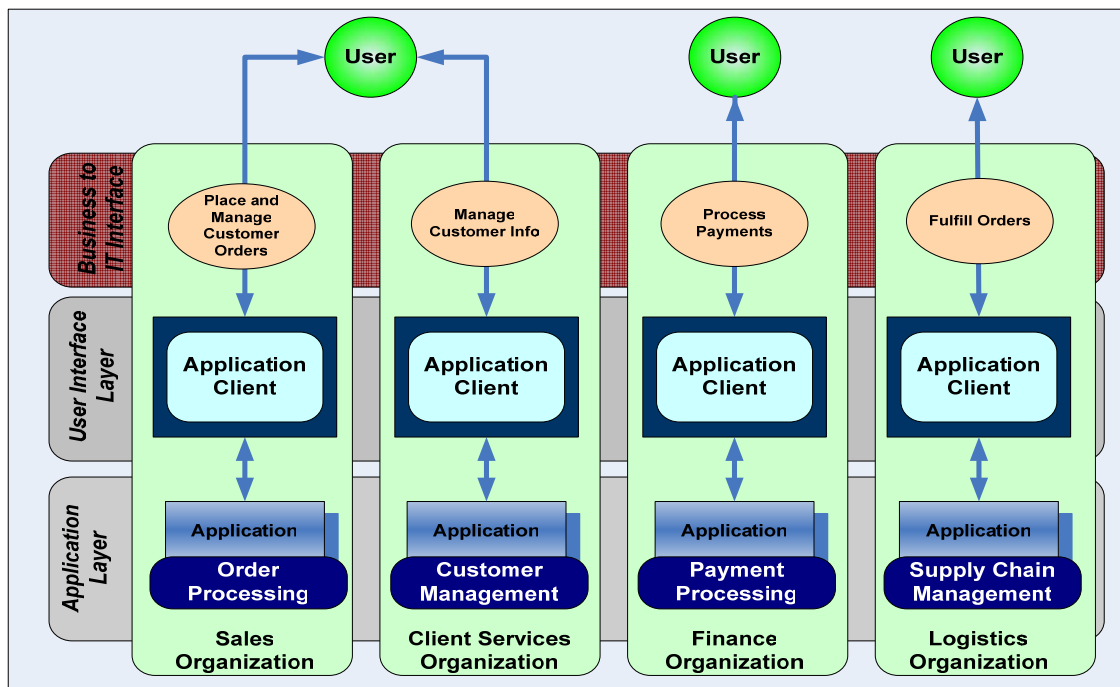 User
User
User
Business to
IT Interface
Place and
Manage
Customer
Orders
Manage
Customer Info
Process
Payments
Fulfill Orders
User Interface
Layer
Application
Client
Application
Client
Application
Client
Application
Client
Application
Layer
Application
Order
Processing
Application
Customer
Management
Application
Payment
Processing
Application
Supply Chain
Management
Sales
Organization
Client Services
Organization
Finance
Organization
Logistics
Organization